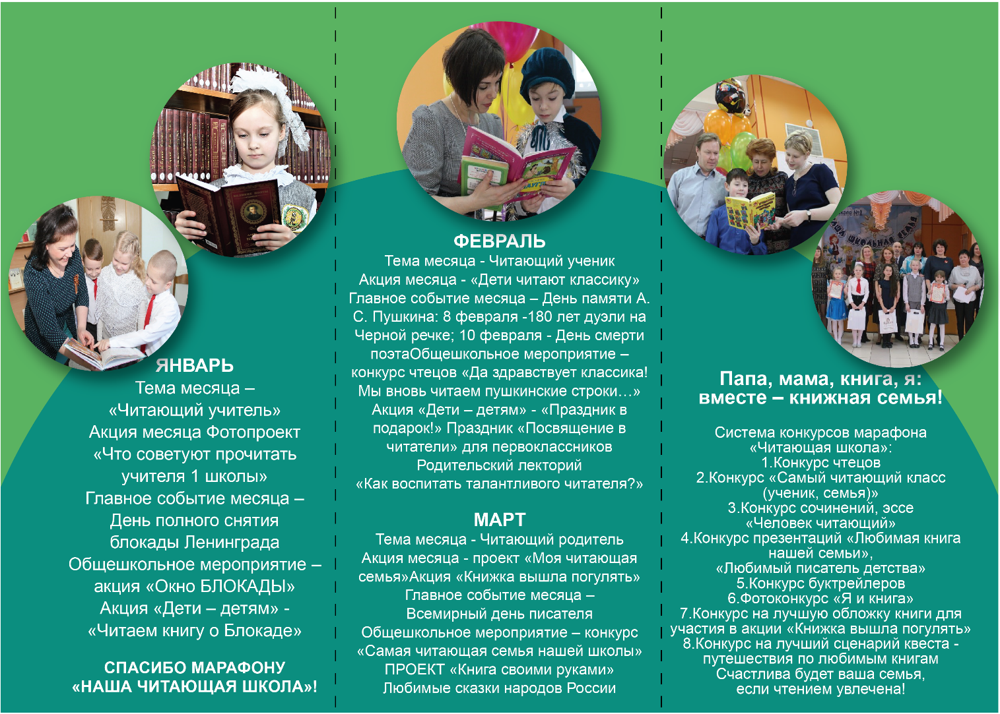 ЯНВАРЬ
Тема месяца –
«Читающий учитель»
Акция месяца Фотопроект
«Что советуют прочитать
учителя 1 школы»
Главное событие месяца –
День полного снятия
блокады Ленинграда
Общешкольное мероприятие –
акция «Окно БЛОКАДЫ»
Акция «Дети – детям» -
«Читаем книгу о Блокаде»
СПАСИБО МАРАФОНУ
«НАША ЧИТАЮЩАЯ ШКОЛА»!
ФЕВРАЛЬ
Тема месяца - Читающий ученик
Акция месяца - «Дети читают классику»
Главное событие месяца – День памяти А.
С. Пушкина: 8 февраля -180 лет дуэли на
Черной речке; 10 февраля - День смерти
поэтаОбщешкольное мероприятие –
конкурс чтецов «Да здравствует классика!
Мы вновь читаем пушкинские строки…»
Акция «Дети – детям» - «Праздник в
подарок!» Праздник «Посвящение в
читатели» для первоклассников
Родительский лекторий
«Как воспитать талантливого читателя?»
МАРТ
Тема месяца - Читающий родитель
Акция месяца - проект «Моя читающая
семья»Акция «Книжка вышла погулять»
Главное событие месяца –
Всемирный день писателя
Общешкольное мероприятие – конкурс
«Самая читающая семья нашей школы»
ПРОЕКТ «Книга своими руками»
Любимые сказки народов России
школа №1
НАША ШКОЛЬНАЯ СЕМЬЯ
Папа, мама, книга, я:
вместе – книжная семья!
Система конкурсов марафона
«Читающая школа»:
1.Конкурс чтецов
2.Конкурс «Самый читающий класс
(ученик, семья)»
3.Конкурс сочинений, эссе
«Человек читающий»
4.Конкурс презентаций «Любимая книга
нашей семьи»,
«Любимый писатель детства»
5.Конкурс буктрейлеров
6.Фотоконкурс «Я и книга»
7.Конкурс на лучшую обложку книги для
участия в акции «Книжка вышла погулять»
8.Конкурс на лучший сценарий квеста -
путешествия по любимым книгам
Счастлива будет ваша семья,
если чтением увлечена!